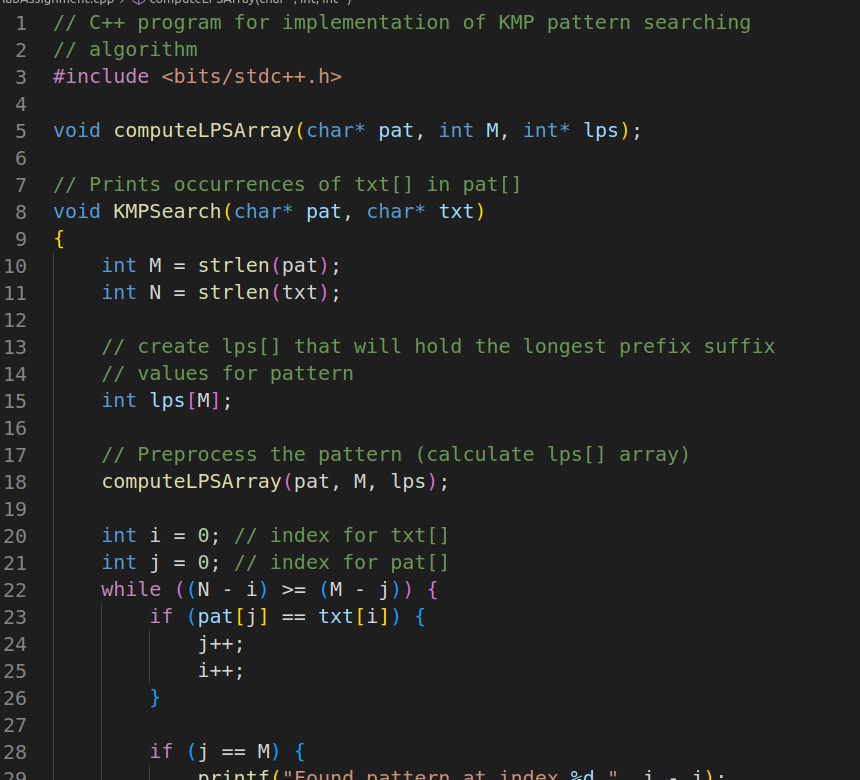 computeLPSArray(char*, int, int*)
1 // C++ program for implementation of KMP pattern searching
2 // algorithm
3 #include <bits/stdc++.h>
4
5 void computeLPSArray(char* pat, int M, int* lps);
6
7 // Prints occurrences of txt[] in pat[]
8 void KMPSearch(char* pat, char* txt)
9 {
10     int M = strlen(pat);
11     int N = strlen(txt);
12
13     // create lps[] that will hold the longest prefix suffix
14     // values for pattern
15     int lps[M];
16
17     // Preprocess the pattern (calculate lps[] array)
18     computeLPSArray(pat, M, lps);
19
20     int i = 0; // index for txt[]
21     int j = 0; // index for pat[]
22     while ((N - i) >= (M - j)) {
23         if (pat[j] == txt[i]) {
24             j++;
25             i++;
26         }
27
28         if (j == M) {
29             printf("Found pattern at index %d ", i - j);